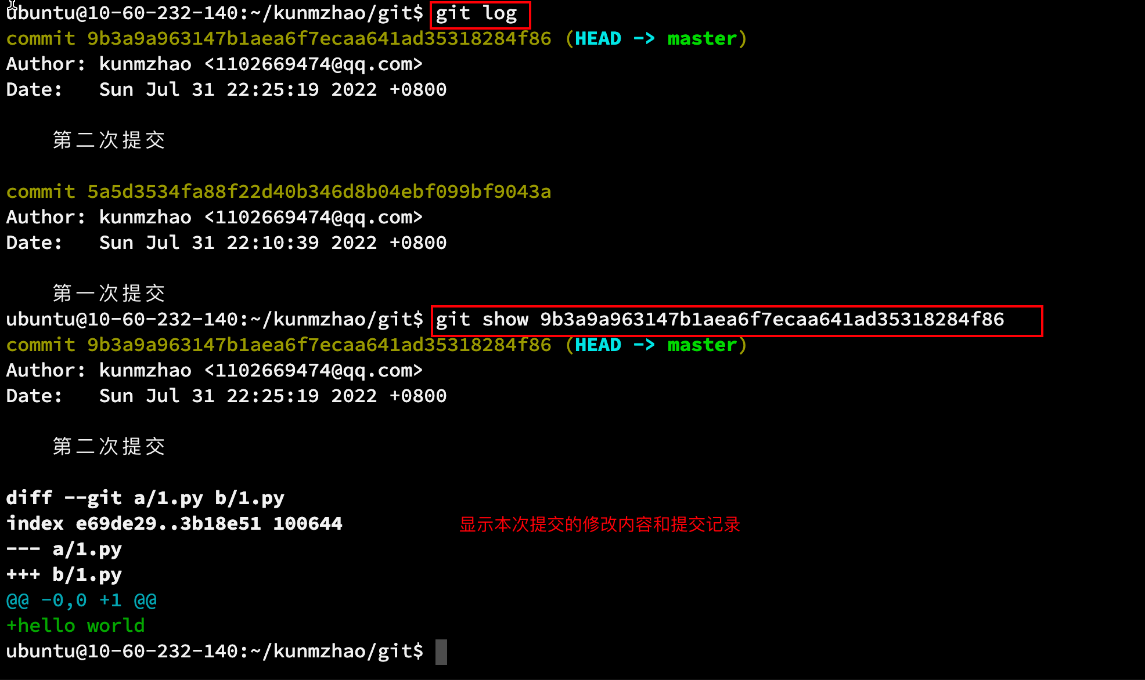 ubuntu@10-60-232-140:~/kunmzhao/git$ git log
commit 9b3a9a963147b1aea6f7ecaa641ad35318284f86 (HEAD -> master)
Author: kunmzhao <1102669474@qq.com>
Date:   Sun Jul 31 22:25:19 2022 +0800
第二次提交
commit 5a5d3534fa88f22d40b346d8b04ebf099bf9043a
Author: kunmzhao <1102669474@qq.com>
Date:   Sun Jul 31 22:10:39 2022 +0800
第一次提交
ubuntu@10-60-232-140:~/kunmzhao/git$ git show 9b3a9a963147b1aea6f7ecaa641ad35318284f86
commit 9b3a9a963147b1aea6f7ecaa641ad35318284f86 (HEAD -> master)
Author: kunmzhao <1102669474@qq.com>
Date:   Sun Jul 31 22:25:19 2022 +0800
第二次提交
diff --git a/1.py b/1.py
index e69de29..3b18e51 100644 显示本次提交的修改内容和提交记录
--- a/1.py
+++ b/1.py
@@ -0,0 +1 @@
+hello world
ubuntu@10-60-232-140:~/kunmzhao/git$